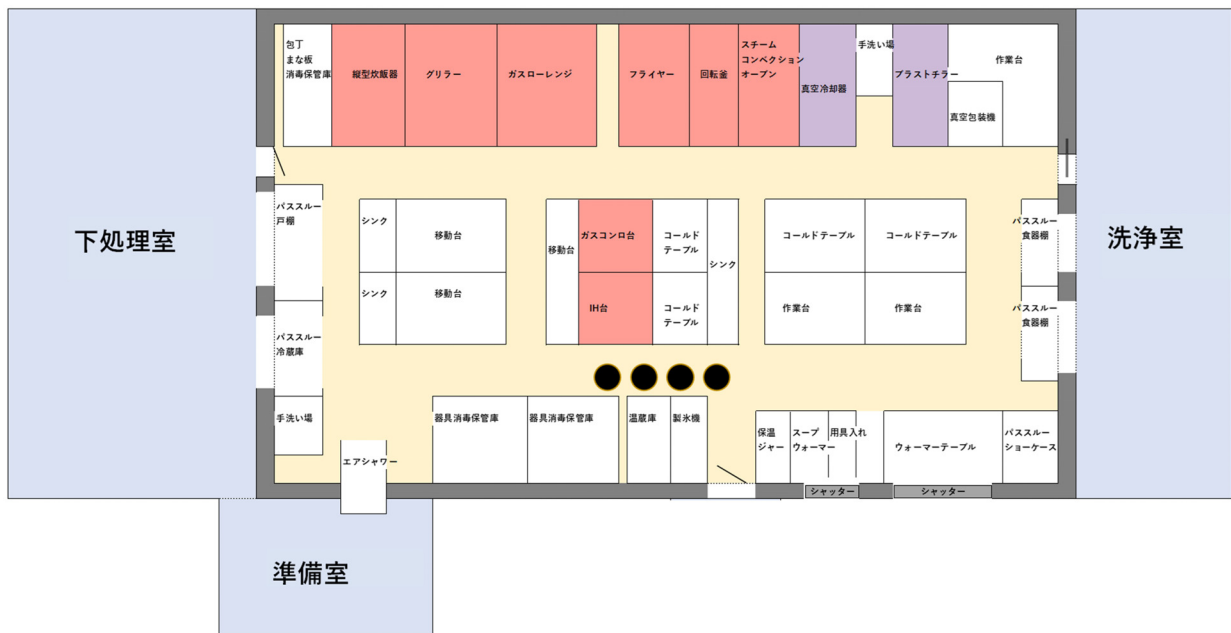 包丁
まな板
消毒保管庫
縦型炊飯器
グリラー
ガスローレンジ
フライヤー
回転釜
スチーム
コンベクション
オーブン
真空冷却器
手洗い場
ブラストチラー
作業台
真空包装機
下処理室
パススルー
戸棚
シンク
移動台
シンク
移動台
移動台
ガスコンロ台
IH台
コールド
テーブル
コールド
テーブル
シンク
コールドテーブル
コールドテーブル
作業台
作業台
パススルー
食器棚
パススルー
食器棚
洗浄室
パススルー
冷蔵庫
手洗い場
エアシャワー
器具消毒保管庫
器具消毒保管庫
温蔵庫
製氷機
保温
ジャー
スープ
ウォーマー
用具入れ
ウォーマーテーブル
パススルー
ショーケース
シャッター
シャッター
準備室